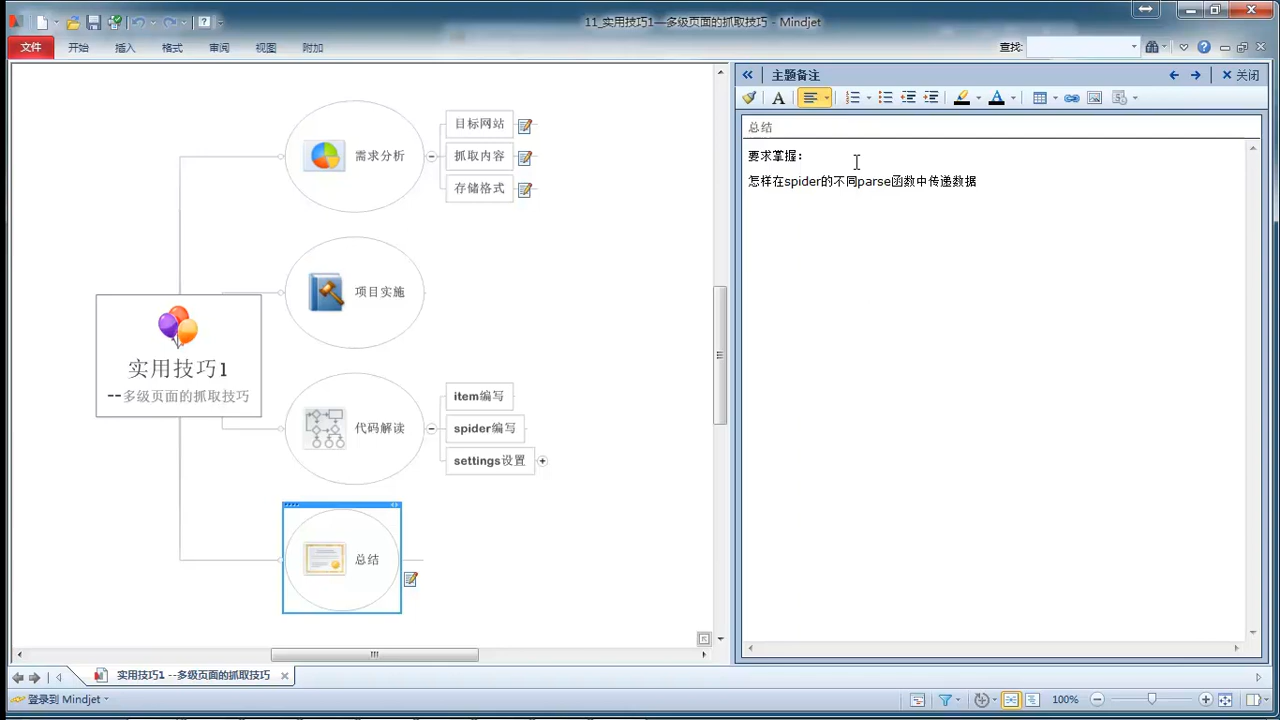 11_实用技巧1—多级页面的抓取技巧 - Mindjet
文件 开始 插入 格式 审阅 视图 附加 查找:
主题备注 关闭
总结
要求掌握：
怎样在spider的不同parse函数中传递数据
需求分析
目标网站
抓取内容
存储格式
项目实施
实用技巧1
--多级页面的抓取技巧
代码解读
item编写
spider编写
settings设置
总结
实用技巧1 --多级页面的抓取技巧
登录到 Mindjet
100%